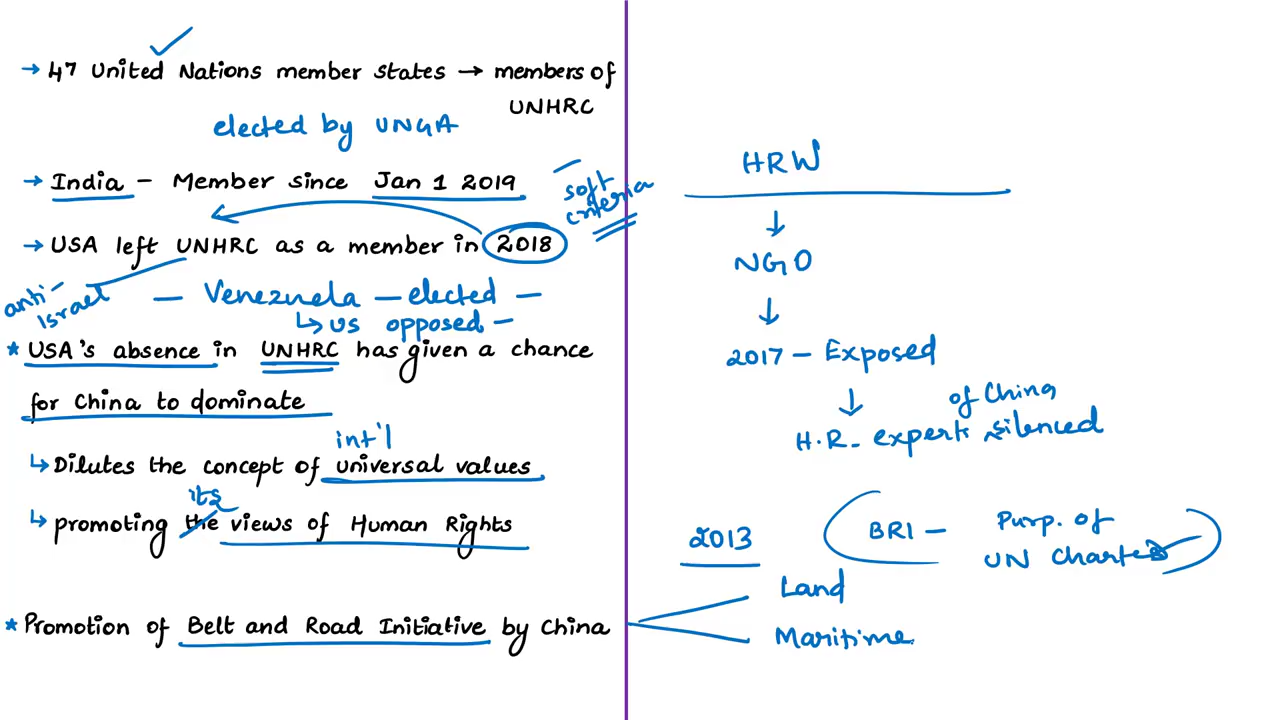 → 47 United Nations member states → members of
UNHRC
elected by UNGA
→ India – Member since Jan 1 2019
soft
criteria
→ USA left UNHRC as a member in 2018
anti-
Israel
– Venezuela – elected –
↳ US opposed –
* USA's absence in UNHRC has given a chance
for China to dominate
int'l
↳ Dilutes the concept of universal values
its
↳ promoting the views of Human Rights
* Promotion of Belt and Road Initiative by China
HRW
↓
NGO
↓
2017 – Exposed
↓
of China
H.R. experts silenced
2013
BRI – Purp. of
UN Charter
Land
Maritime